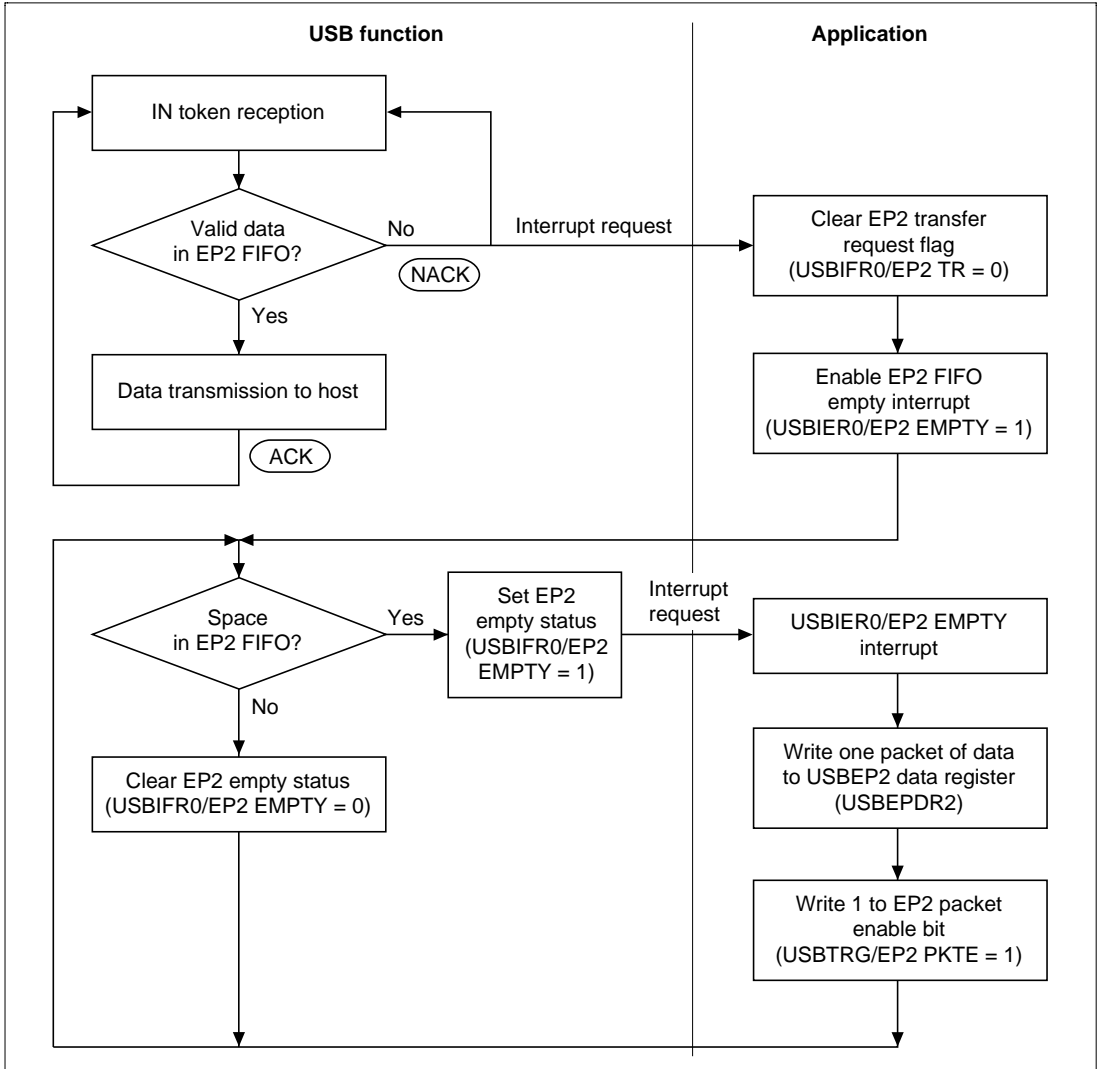 USB function
Application
IN token reception
Valid data
in EP2 FIFO?
No
NACK
Interrupt request
Yes
Data transmission to host
ACK
Clear EP2 transfer
request flag
(USBIFR0/EP2 TR = 0)
Enable EP2 FIFO
empty interrupt
(USBIER0/EP2 EMPTY = 1)
Space
in EP2 FIFO?
Yes
Set EP2
empty status
(USBIFR0/EP2
EMPTY = 1)
Interrupt
request
USBIER0/EP2 EMPTY
interrupt
No
Clear EP2 empty status
(USBIFR0/EP2 EMPTY = 0)
Write one packet of data
to USBEP2 data register
(USBEPDR2)
Write 1 to EP2 packet
enable bit
(USBTRG/EP2 PKTE = 1)